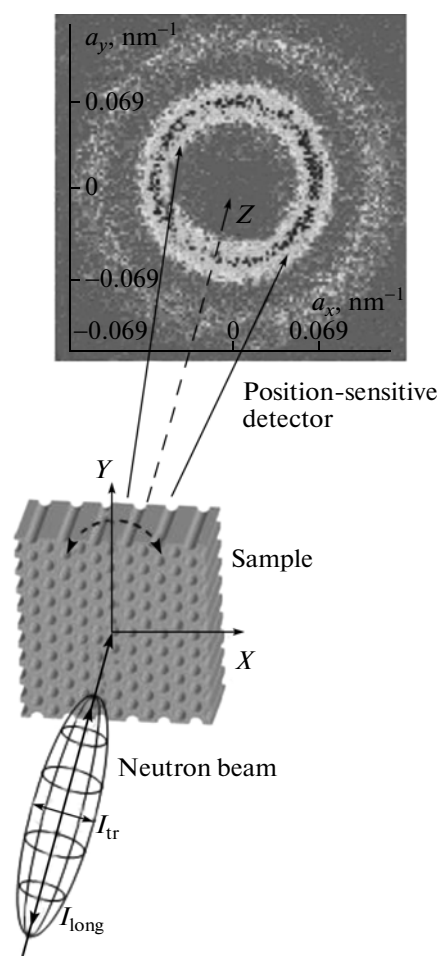 a_y, nm⁻¹
0.069
0
Z
−0.069
a_x, nm⁻¹
−0.069 0 0.069
Position-sensitive
detector
Y
Sample
X
Neutron beam
I_tr
I_long